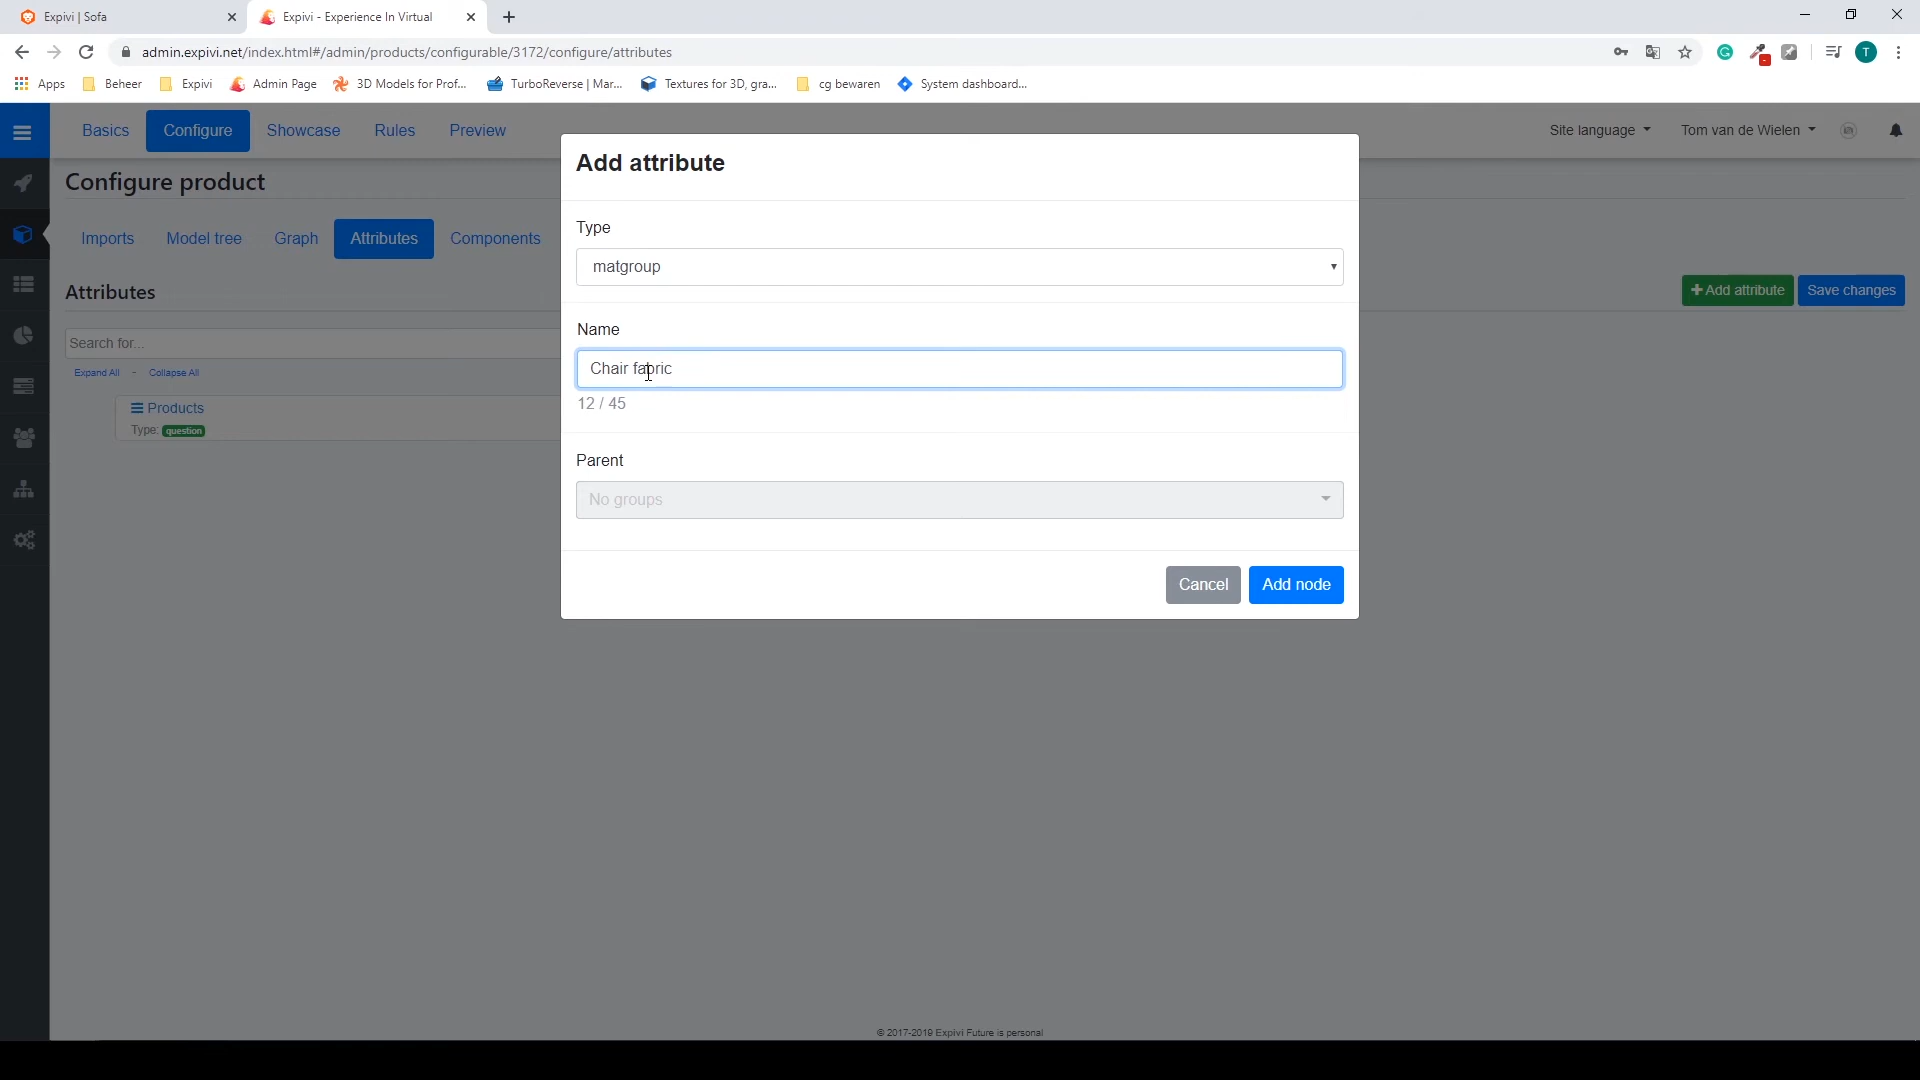 Expivi | Sofa
Expivi - Experience In Virtual
admin.expivi.net/index.html#/admin/products/configurable/3172/configure/attributes
Apps
Beheer
Expivi
Admin Page
3D Models for Prof...
TurboReverse | Mar...
Textures for 3D, gra...
cg bewaren
System dashboard...
T
Basics
Configure
Showcase
Rules
Preview
Site language
Tom van de Wielen
Configure product
Imports
Model tree
Graph
Attributes
Components
Attributes
+ Add attribute
Save changes
Search for...
Expand All - Collapse All
Products
Type: question
Add attribute
Type
matgroup
Name
Chair fabric
12 / 45
Parent
No groups
Cancel
Add node
© 2017-2019 Expivi Future is personal